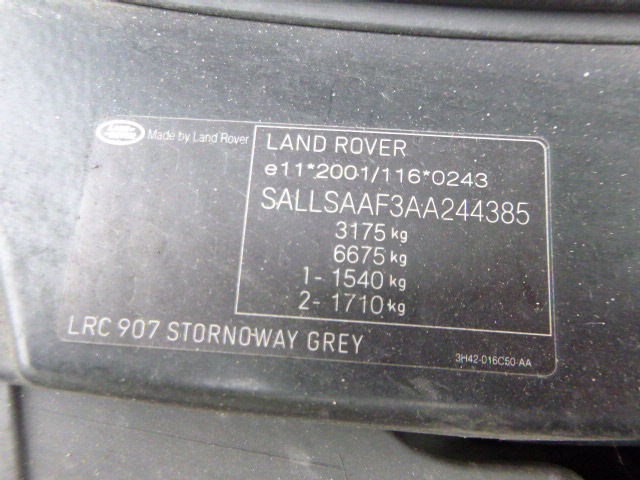 Made by Land Rover
LAND ROVER
e11*2001/116*0243
SALLSAAF3AA244385
3175 kg
6675 kg
1- 1540 kg
2- 1710 kg
LRC 907 STORNOWAY GREY
3H42-016C50-AA